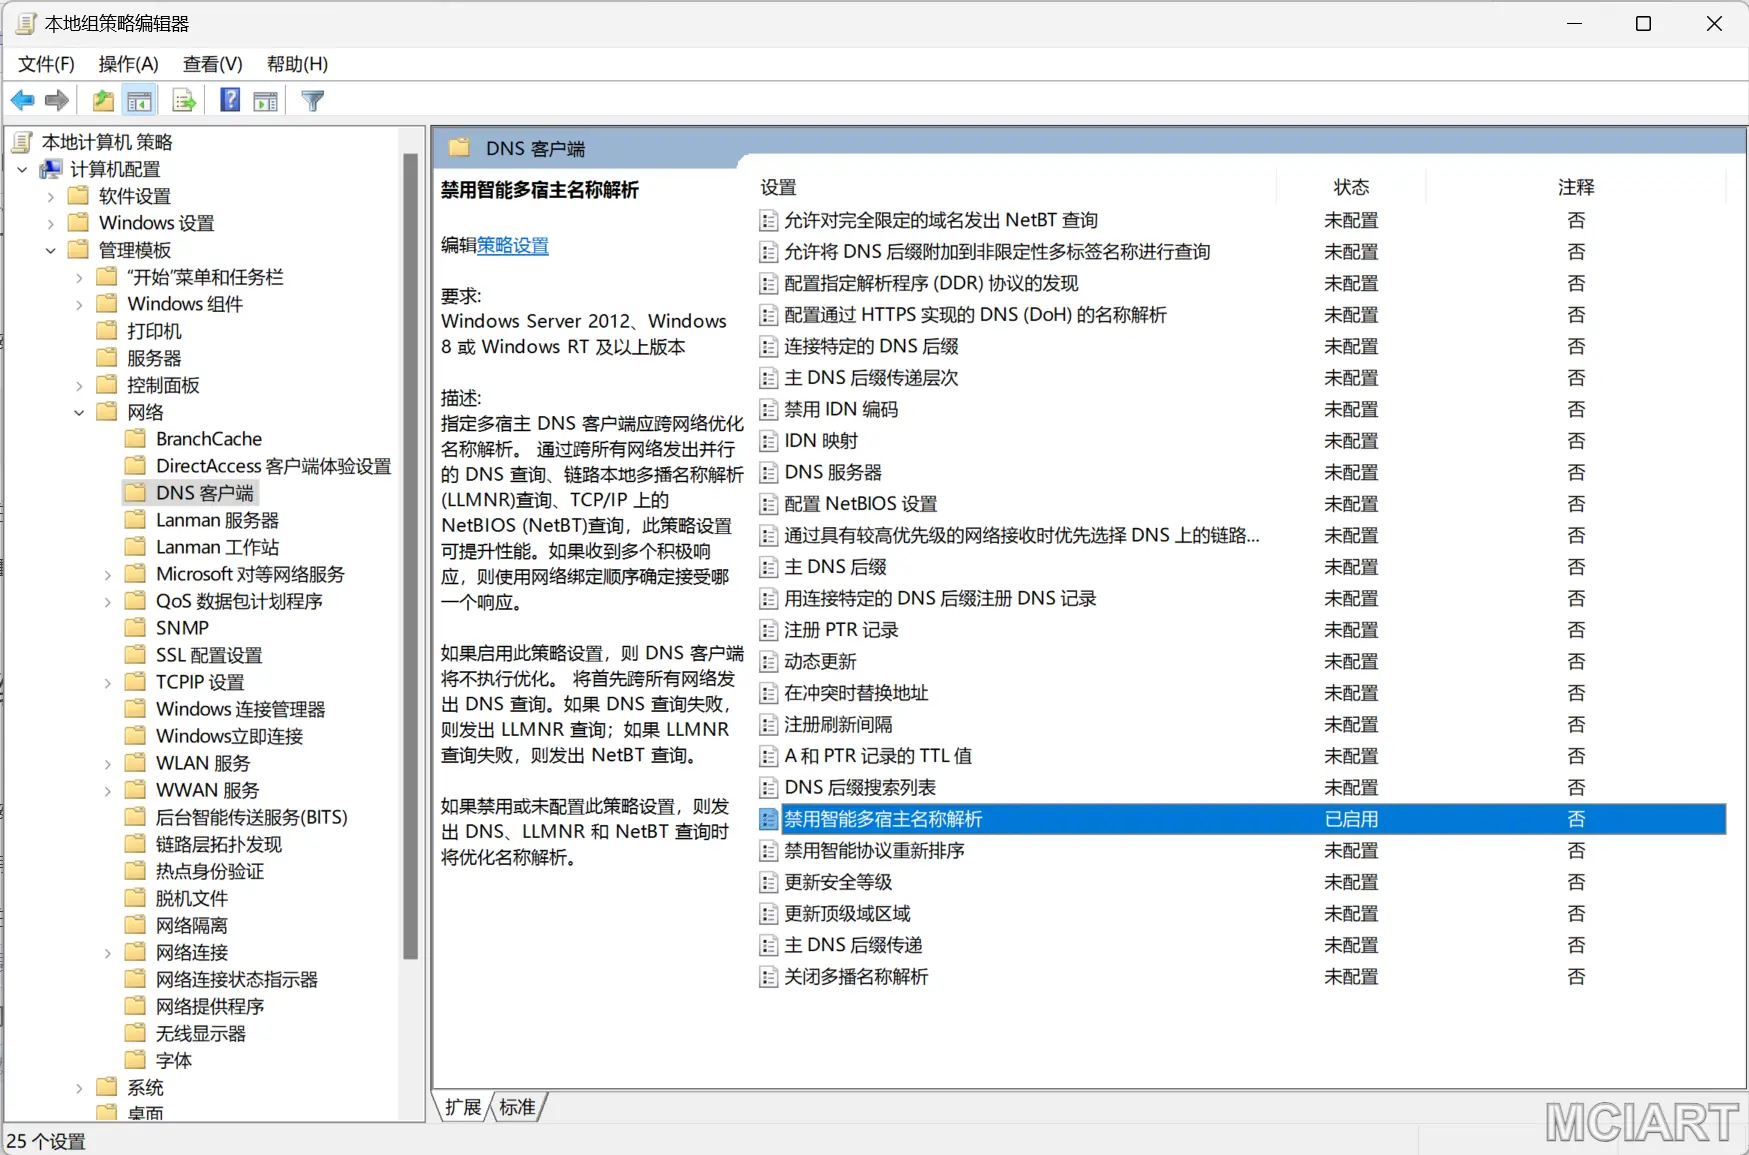 本地组策略编辑器
文件(F) 操作(A) 查看(V) 帮助(H)
本地计算机 策略
计算机配置
软件设置
Windows 设置
管理模板
“开始”菜单和任务栏
Windows 组件
打印机
服务器
控制面板
网络
BranchCache
DirectAccess 客户端体验设置
DNS 客户端
Lanman 服务器
Lanman 工作站
Microsoft 对等网络服务
QoS 数据包计划程序
SNMP
SSL 配置设置
TCPIP 设置
Windows 连接管理器
Windows立即连接
WLAN 服务
WWAN 服务
后台智能传送服务(BITS)
链路层拓扑发现
热点身份验证
脱机文件
网络隔离
网络连接
网络连接状态指示器
网络提供程序
无线显示器
字体
系统
桌面
DNS 客户端
禁用智能多宿主名称解析
编辑策略设置
要求:
Windows Server 2012、Windows
8 或 Windows RT 及以上版本
描述:
指定多宿主 DNS 客户端应跨网络优化
名称解析。 通过跨所有网络发出并行
的 DNS 查询、链路本地多播名称解析
(LLMNR)查询、TCP/IP 上的
NetBIOS (NetBT)查询，此策略设置
可提升性能。如果收到多个积极响
应，则使用网络绑定顺序确定接受哪
一个响应。
如果启用此策略设置，则 DNS 客户端
将不执行优化。 将首先跨所有网络发
出 DNS 查询。如果 DNS 查询失败，
则发出 LLMNR 查询；如果 LLMNR
查询失败，则发出 NetBT 查询。
如果禁用或未配置此策略设置，则发
出 DNS、LLMNR 和 NetBT 查询时
将优化名称解析。
设置 状态 注释
允许对完全限定的域名发出 NetBT 查询 未配置 否
允许将 DNS 后缀附加到非限定性多标签名称进行查询 未配置 否
配置指定解析程序 (DDR) 协议的发现 未配置 否
配置通过 HTTPS 实现的 DNS (DoH) 的名称解析 未配置 否
连接特定的 DNS 后缀 未配置 否
主 DNS 后缀传递层次 未配置 否
禁用 IDN 编码 未配置 否
IDN 映射 未配置 否
DNS 服务器 未配置 否
配置 NetBIOS 设置 未配置 否
通过具有较高优先级的网络接收时优先选择 DNS 上的链路... 未配置 否
主 DNS 后缀 未配置 否
用连接特定的 DNS 后缀注册 DNS 记录 未配置 否
注册 PTR 记录 未配置 否
动态更新 未配置 否
在冲突时替换地址 未配置 否
注册刷新间隔 未配置 否
A 和 PTR 记录的 TTL 值 未配置 否
DNS 后缀搜索列表 未配置 否
禁用智能多宿主名称解析 已启用 否
禁用智能协议重新排序 未配置 否
更新安全等级 未配置 否
更新顶级域区域 未配置 否
主 DNS 后缀传递 未配置 否
关闭多播名称解析 未配置 否
扩展 标准
25 个设置
MCIART